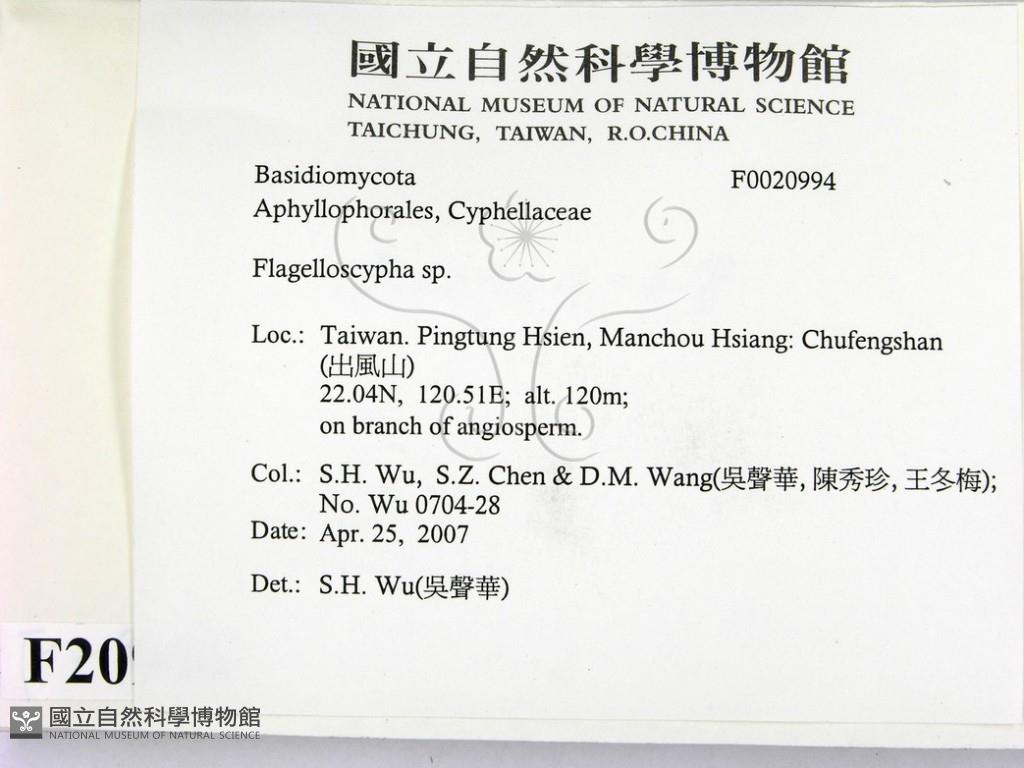 國立自然科學博物館
NATIONAL MUSEUM OF NATURAL SCIENCE
TAICHUNG, TAIWAN, R.O.CHINA
Basidiomycota F0020994
Aphyllophorales, Cyphellaceae
Flagelloscypha sp.
Loc.: Taiwan. Pingtung Hsien, Manchou Hsiang: Chufengshan
(出風山)
22.04N, 120.51E; alt. 120m;
on branch of angiosperm.
Col.: S.H. Wu, S.Z. Chen & D.M. Wang(吳聲華, 陳秀珍, 王冬梅);
No. Wu 0704-28
Date: Apr. 25, 2007
Det.: S.H. Wu(吳聲華)
F20
國立自然科學博物館
NATIONAL MUSEUM OF NATURAL SCIENCE